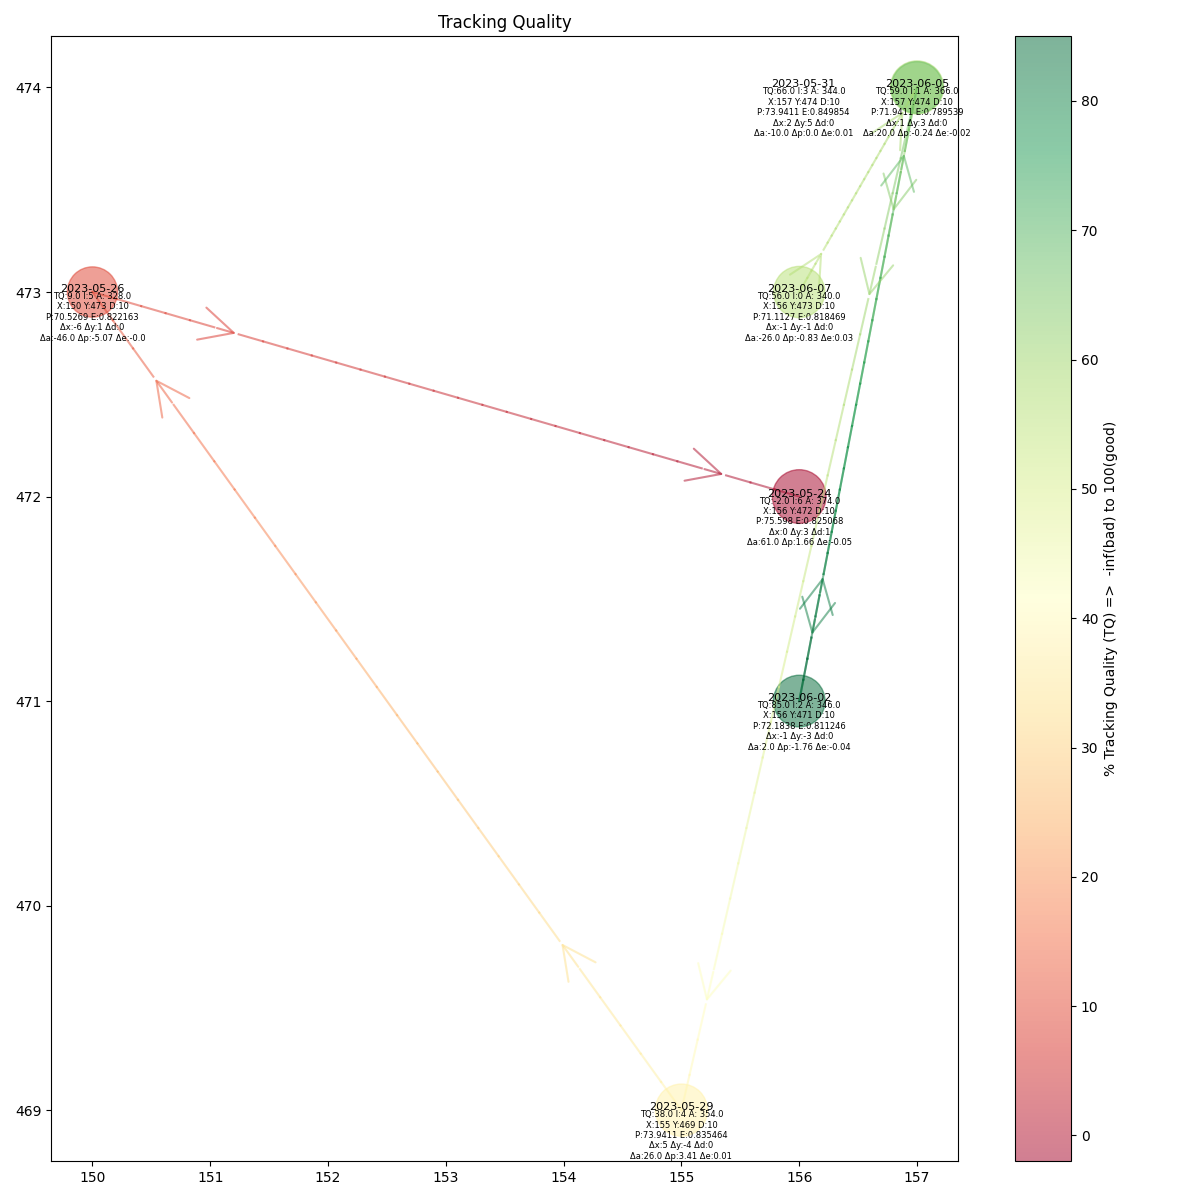 Tracking Quality
474
473
472
471
470
469
150
151
152
153
154
155
156
157
2023-05-31
TQ:66.0 I:3 A: 344.0
X:157 Y:474 D:10
P:73.9411 E:0.849854
Δx:2 Δy:5 Δd:0
Δa:-10.0 Δp:0.0 Δe:0.01
2023-06-05
TQ:59.0 I:1 A: 366.0
X:157 Y:474 D:10
P:71.9411 E:0.789539
Δx:1 Δy:3 Δd:0
Δa:20.0 Δp:-0.24 Δe:-0.02
2023-05-26
TQ:9.0 I:5 A: 328.0
X:150 Y:473 D:10
P:70.5269 E:0.822163
Δx:-6 Δy:1 Δd:0
Δa:-46.0 Δp:-5.07 Δe:-0.0
2023-06-07
TQ:56.0 I:0 A: 340.0
X:156 Y:473 D:10
P:71.1127 E:0.818469
Δx:-1 Δy:-1 Δd:0
Δa:-26.0 Δp:-0.83 Δe:0.03
2023-05-24
TQ:-2.0 I:6 A: 374.0
X:156 Y:472 D:10
P:75.598 E:0.825068
Δx:0 Δy:3 Δd:1
Δa:61.0 Δp:1.66 Δe:-0.05
2023-06-02
TQ:85.0 I:2 A: 346.0
X:156 Y:471 D:10
P:72.1838 E:0.811246
Δx:-1 Δy:-3 Δd:0
Δa:2.0 Δp:-1.76 Δe:-0.04
2023-05-29
TQ:38.0 I:4 A: 354.0
X:155 Y:469 D:10
P:73.9411 E:0.835464
Δx:5 Δy:-4 Δd:0
Δa:26.0 Δp:3.41 Δe:0.01
80
70
60
50
40
30
20
10
0
% Tracking Quality (TQ) => -inf(bad) to 100(good)